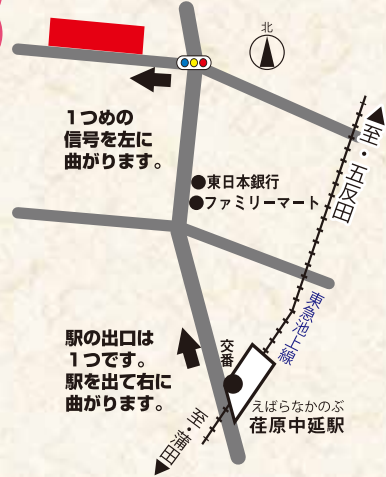 北
1つめの
信号を左に
曲がります。
至・五反田
●東日本銀行
●ファミリーマート
東急池上線
駅の出口は
1つです。
駅を出て右に
曲がります。
交番
えばらなかのぶ
荏原中延駅
至・蒲田